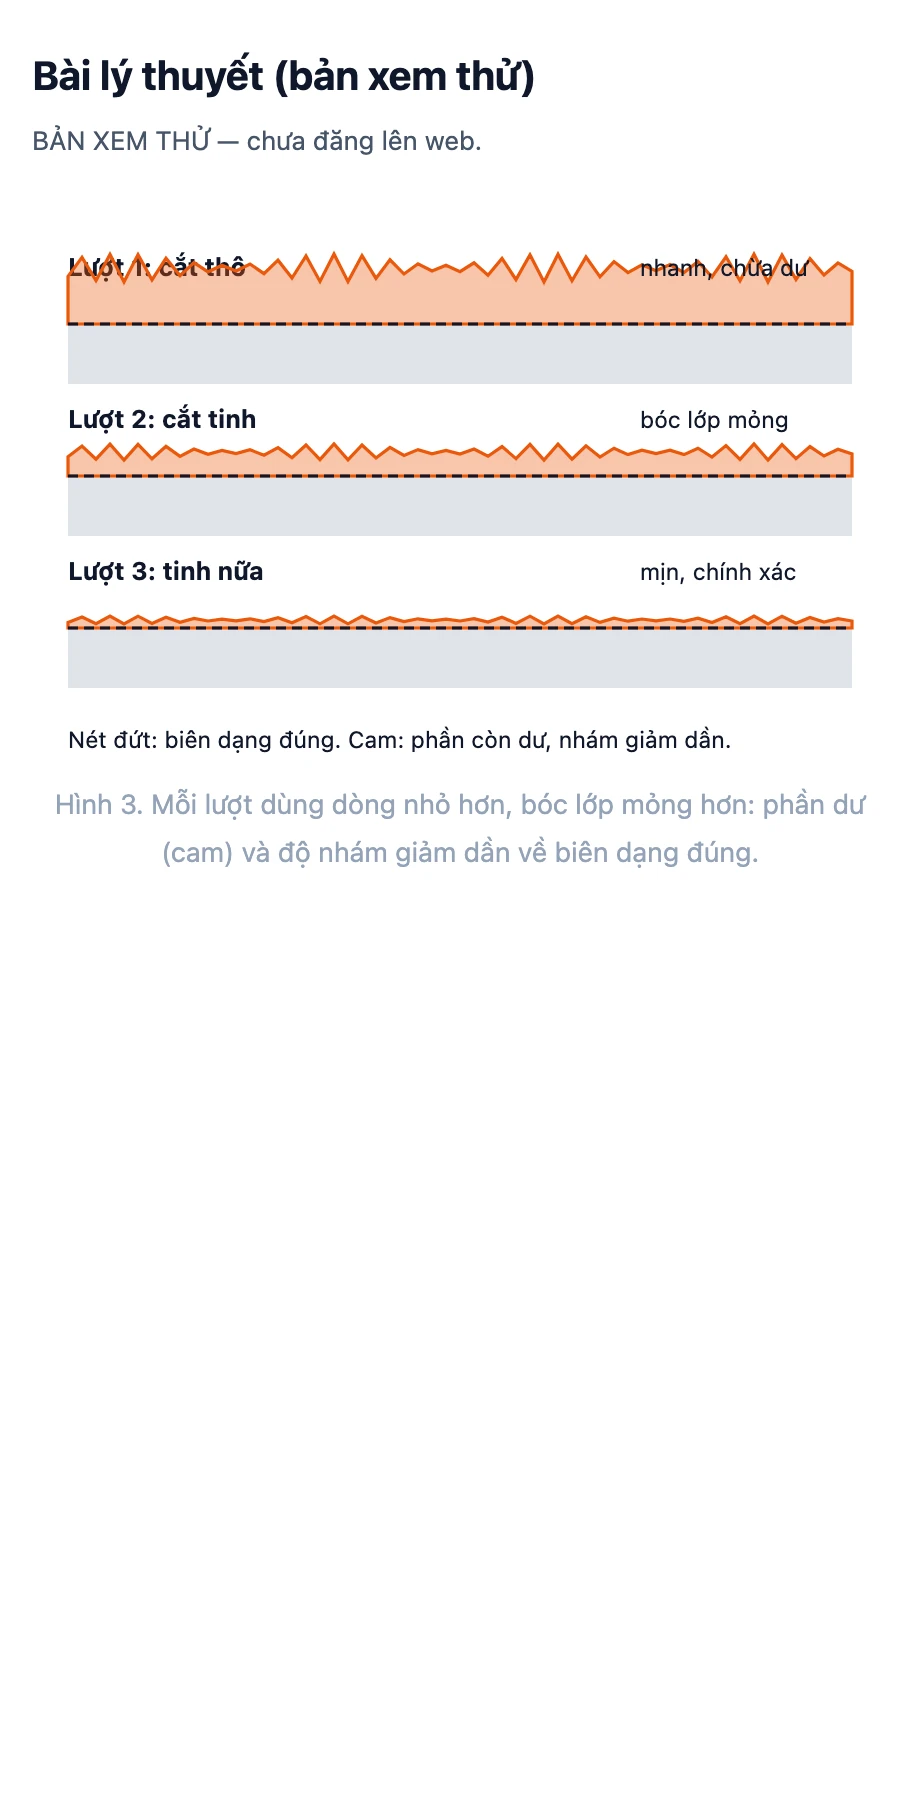 Bài lý thuyết (bản xem thử)
BẢN XEM THỬ — chưa đăng lên web.
Lượt 1: cắt thô
nhanh, chừa dư
Lượt 2: cắt tinh
bóc lớp mỏng
Lượt 3: tinh nữa
mịn, chính xác
Nét đứt: biên dạng đúng. Cam: phần còn dư, nhám giảm dần.
Hình 3. Mỗi lượt dùng dòng nhỏ hơn, bóc lớp mỏng hơn: phần dư
(cam) và độ nhám giảm dần về biên dạng đúng.